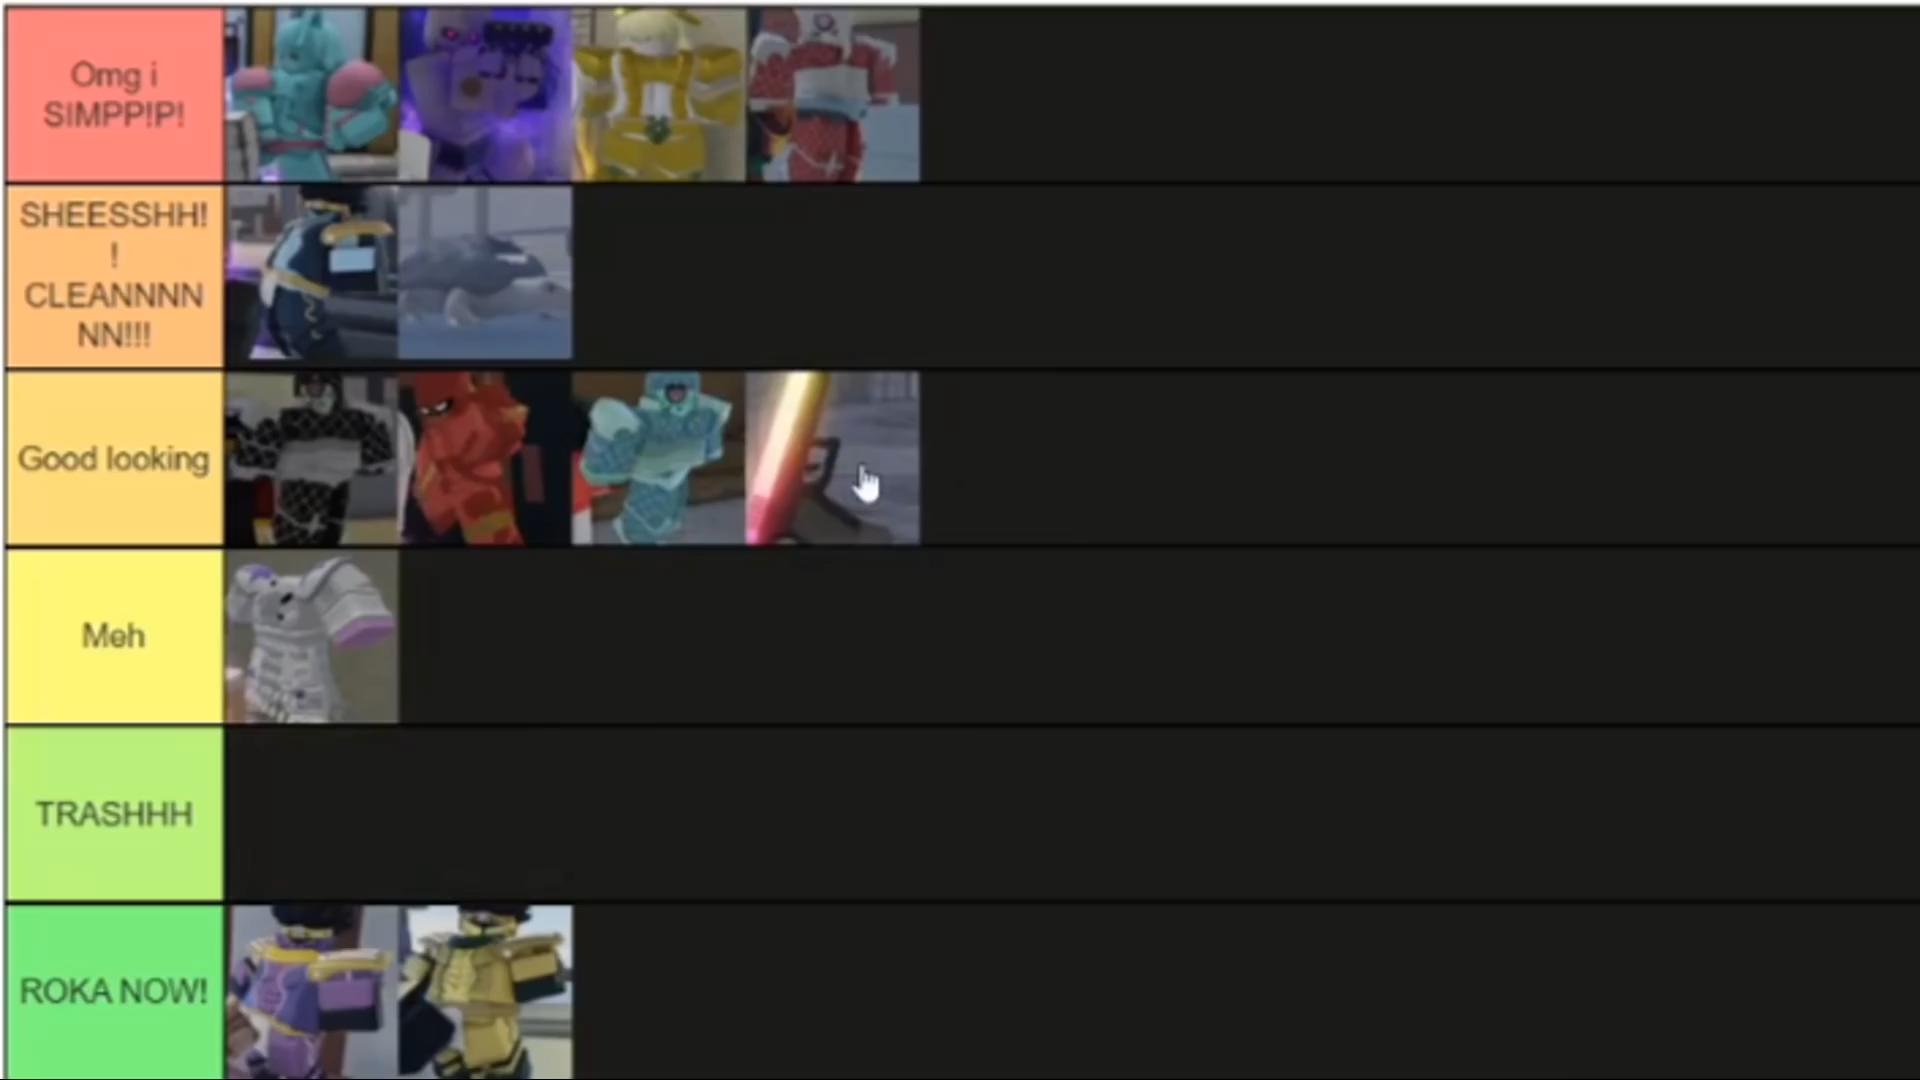 Omg i
SIMPP!P!
SHEESSHH!
!
CLEANNNN
NN!!!
Good looking
Meh
TRASHHH
ROKA NOW!